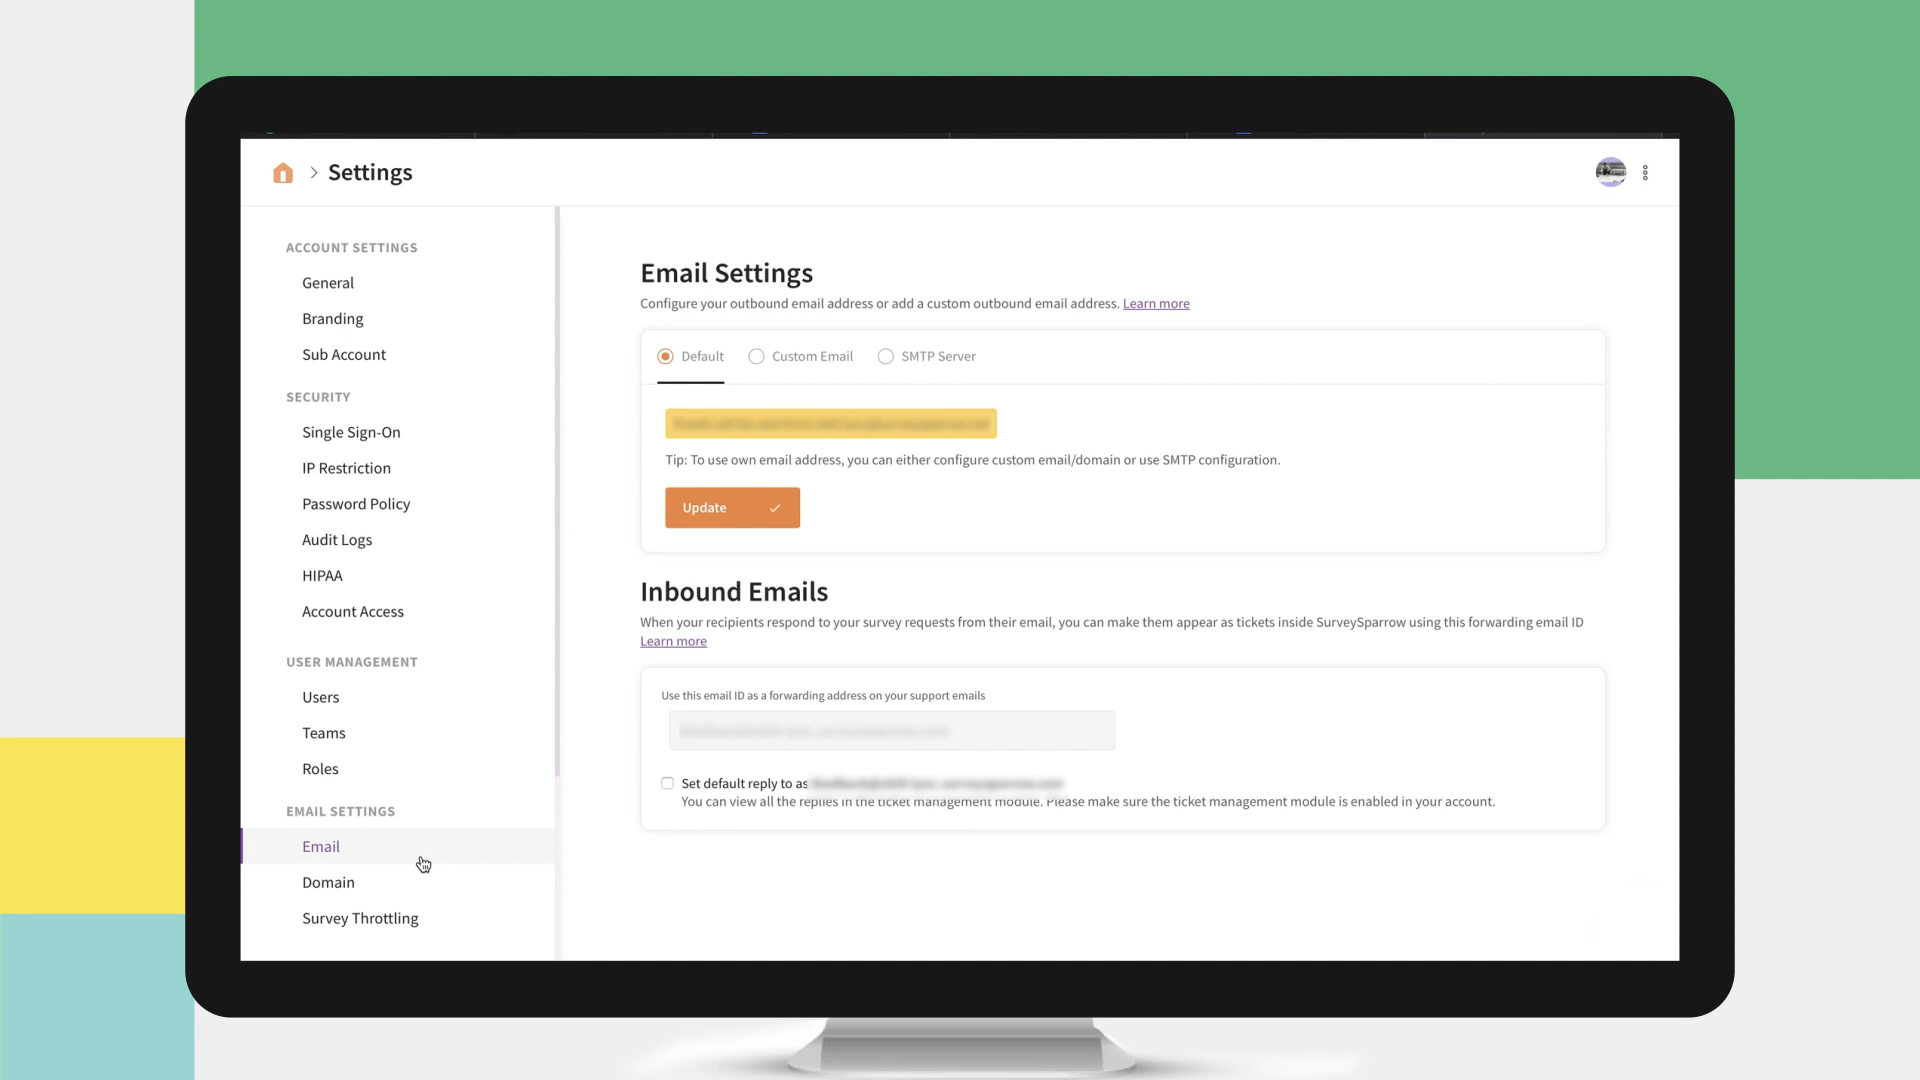 Settings
ACCOUNT SETTINGS
General
Branding
Sub Account
SECURITY
Single Sign-On
IP Restriction
Password Policy
Audit Logs
HIPAA
Account Access
USER MANAGEMENT
Users
Teams
Roles
EMAIL SETTINGS
Email
Domain
Survey Throttling
Email Settings
Configure your outbound email address or add a custom outbound email address. Learn more
Default Custom Email SMTP Server
Tip: To use own email address, you can either configure custom email/domain or use SMTP configuration.
Update
Inbound Emails
When your recipients respond to your survey requests from their email, you can make them appear as tickets inside SurveySparrow using this forwarding email ID
Learn more
Use this email ID as a forwarding address on your support emails
Set default reply to as
You can view all the replies in the ticket management module. Please make sure the ticket management module is enabled in your account.